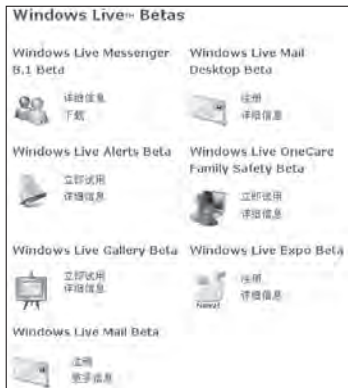 Windows Live™ Betas
Windows Live Messenger
8.1 Beta
详细信息
下载
Windows Live Mail
Desktop Beta
注册
详细信息
Windows Live Alerts Beta
立即试用
详细信息
Windows Live OneCare
Family Safety Beta
立即试用
详细信息
Windows Live Gallery Beta
立即试用
详细信息
Windows Live Expo Beta
注册
详细信息
Windows Live Mail Beta
注册
更多信息